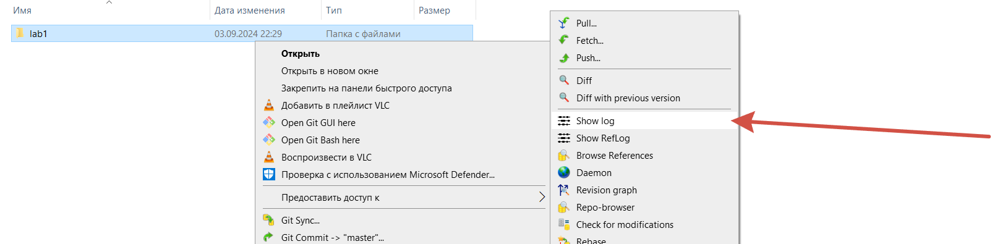 Имя Дата изменения Тип Размер
lab1 03.09.2024 22:29 Папка с файлами
Открыть
Открыть в новом окне
Закрепить на панели быстрого доступа
Добавить в плейлист VLC
Open Git GUI here
Open Git Bash here
Воспроизвести в VLC
Проверка с использованием Microsoft Defender...
Предоставить доступ к
Git Sync...
Git Commit -> "master"...
Pull...
Fetch...
Push...
Diff
Diff with previous version
Show log
Show RefLog
Browse References
Daemon
Revision graph
Repo-browser
Check for modifications
Rebase